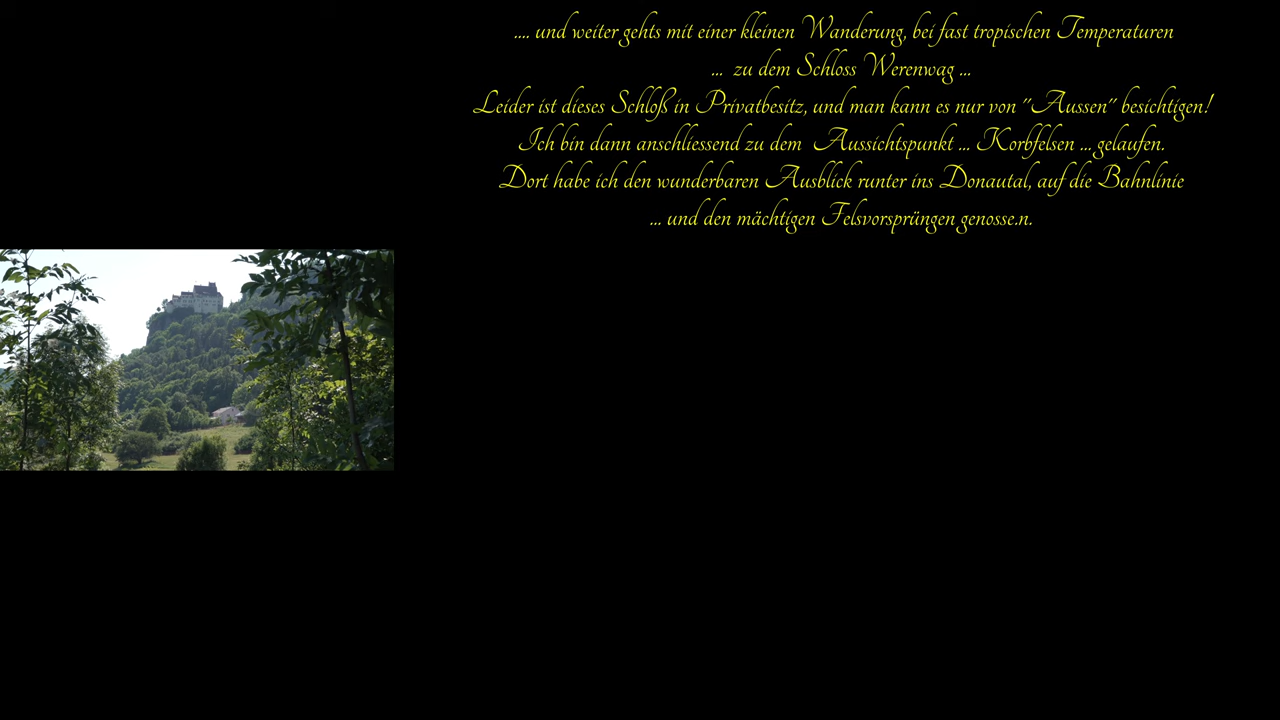 .... und weiter gehts mit einer kleinen Wanderung, bei fast tropischen Temperaturen
... zu dem Schloss Werenwag ...
Leider ist dieses Schloß in Privatbesitz, und man kann es nur von "Aussen" besichtigen!
Ich bin dann anschliessend zu dem Aussichtspunkt ... Korbfelsen ... gelaufen.
Dort habe ich den wunderbaren Ausblick runter ins Donautal, auf die Bahnlinie
... und den mächtigen Felsvorsprüngen genosse.n.